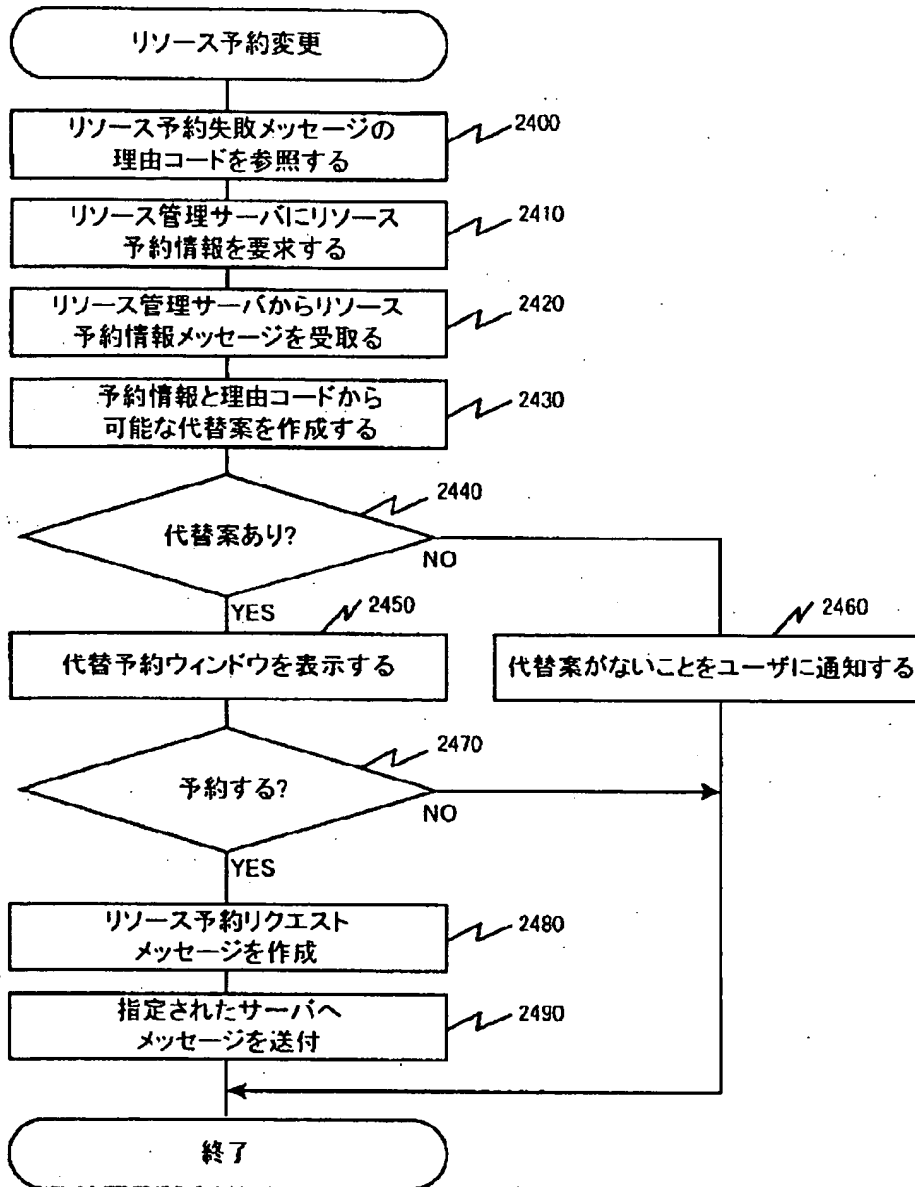 リソース予約変更
リソース予約失敗メッセージの
理由コードを参照する
2400
リソース管理サーバにリソース
予約情報を要求する
2410
リソース管理サーバからリソース
予約情報メッセージを受取る
2420
予約情報と理由コードから
可能な代替案を作成する
2430
代替案あり?
2440
NO
YES
代替予約ウィンドウを表示する
2450
代替案がないことをユーザに通知する
2460
予約する?
2470
NO
YES
リソース予約リクエスト
メッセージを作成
2480
指定されたサーバへ
メッセージを送付
2490
終了